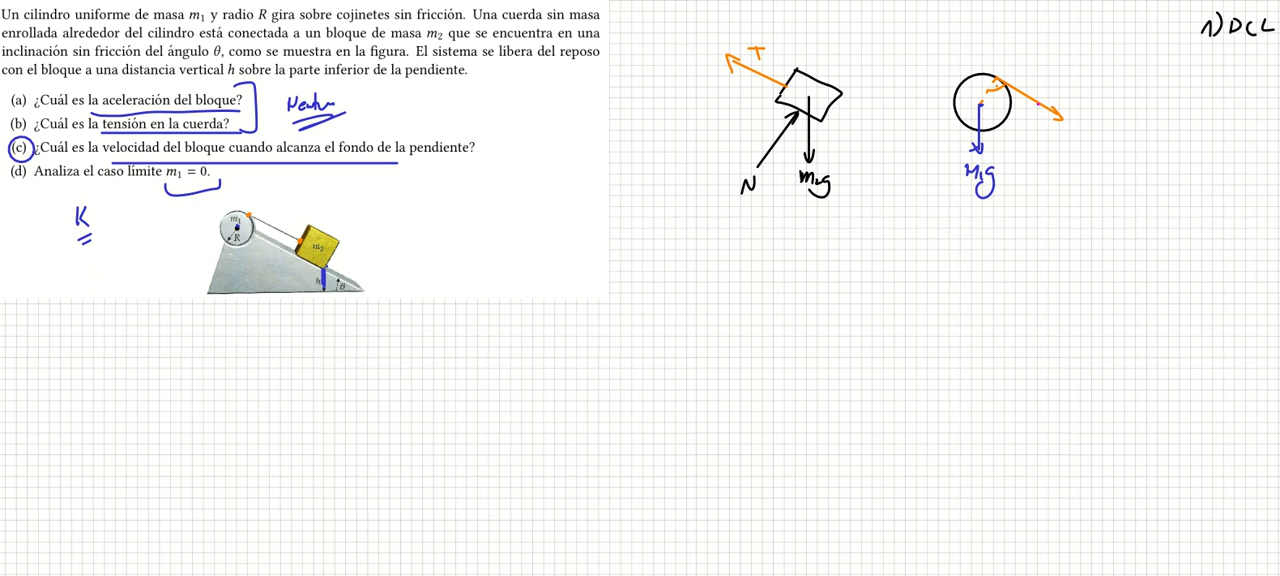 Un cilindro uniforme de masa m₁ y radio R gira sobre cojinetes sin fricción. Una cuerda sin masa
enrollada alrededor del cilindro está conectada a un bloque de masa m₂ que se encuentra en una
inclinación sin fricción del ángulo θ, como se muestra en la figura. El sistema se libera del reposo
con el bloque a una distancia vertical h sobre la parte inferior de la pendiente.
(a) ¿Cuál es la aceleración del bloque?
(b) ¿Cuál es la tensión en la cuerda?
Newton
(c) ¿Cuál es la velocidad del bloque cuando alcanza el fondo de la pendiente?
(d) Analiza el caso límite m₁ = 0.
K
m₁
R
m₂
h
θ
1) DCL
T
N
m₂g
M₁g